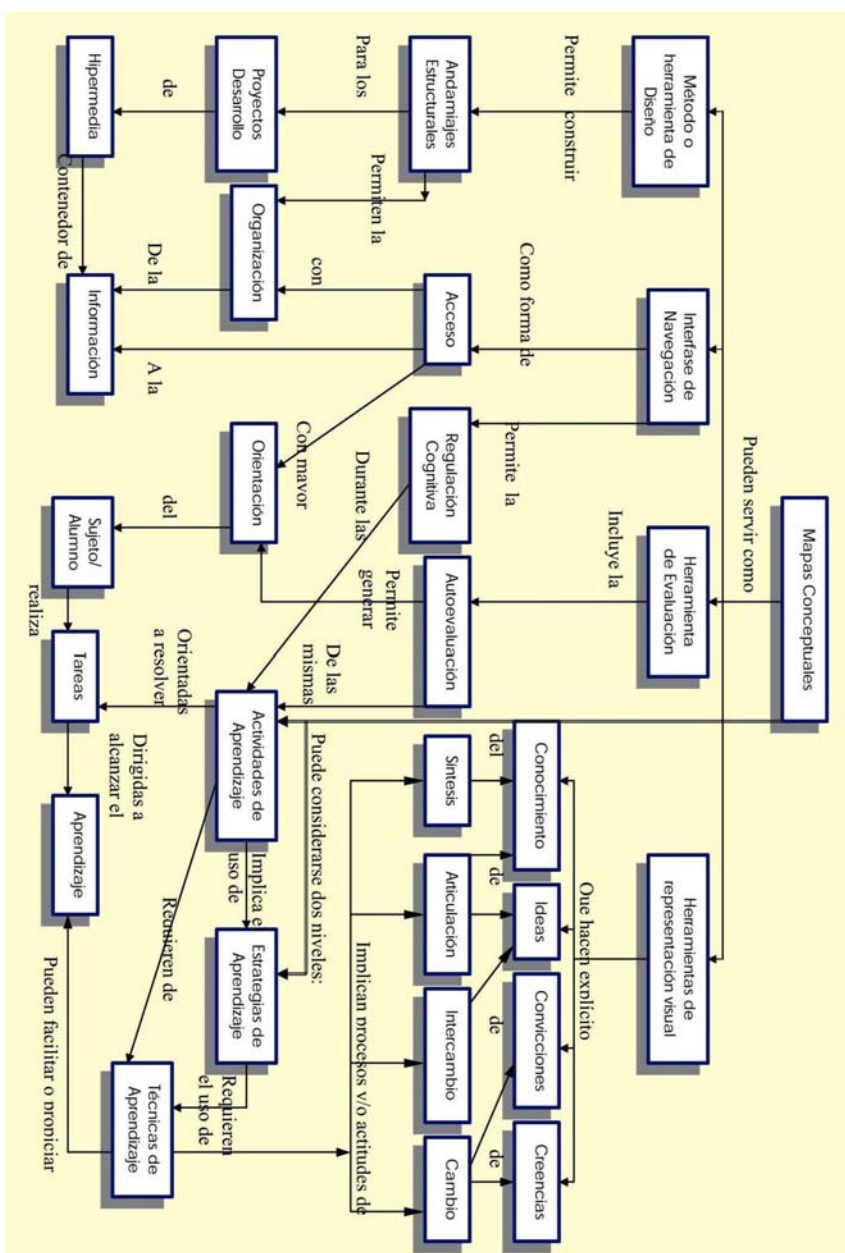 Mapas Conceptuales
Pueden servir como
Método o
herramienta de
Diseño
Interfase de
Navegación
Herramienta
de Evaluación
Herramientas de
representación visual
Permite construir
Como forma de
Permite la
Incluye la
Que hacen explícito
Conocimiento
Ideas
Convicciones
Creencias
del
de
de
de
Andamiajes
Estructurales
Acceso
Regulación
Cognitiva
Autoevaluación
Síntesis
Articulación
Intercambio
Cambio
Para los
Permiten la
con
Con mayor
Durante las
Permite
generar
De las
mismas
Puede considerarse dos niveles:
Implican procesos y/o actitudes de
Proyectos
Desarrollo
Organización
Orientación
Actividades de
Aprendizaje
Implica e
uso de
Estrategias de
Aprendizaje
Requieren
el uso de
de
De la
A la
del
Orientadas
a resolver
Requieren de
Técnicas de
Aprendizaje
Hipermedia
Contenedor de
Información
Sujeto/
Alumno
realiza
Tareas
Dirigidas a
alcanzar el
Aprendizaje
Pueden facilitar o propiciar